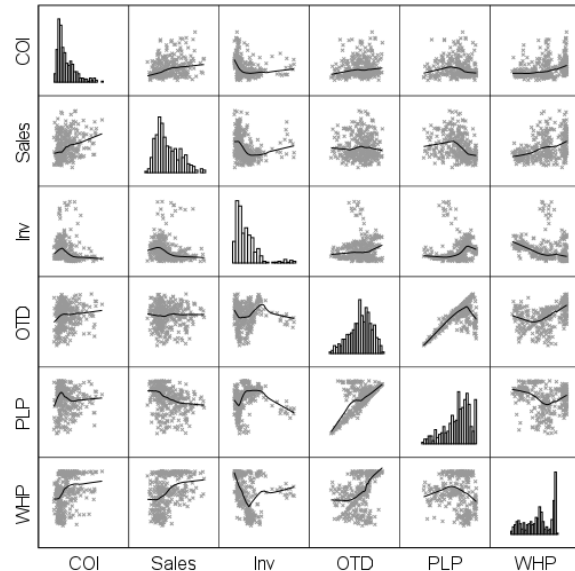 COI
Sales
Inv
OTD
PLP
WHP
COI Sales Inv OTD PLP WHP